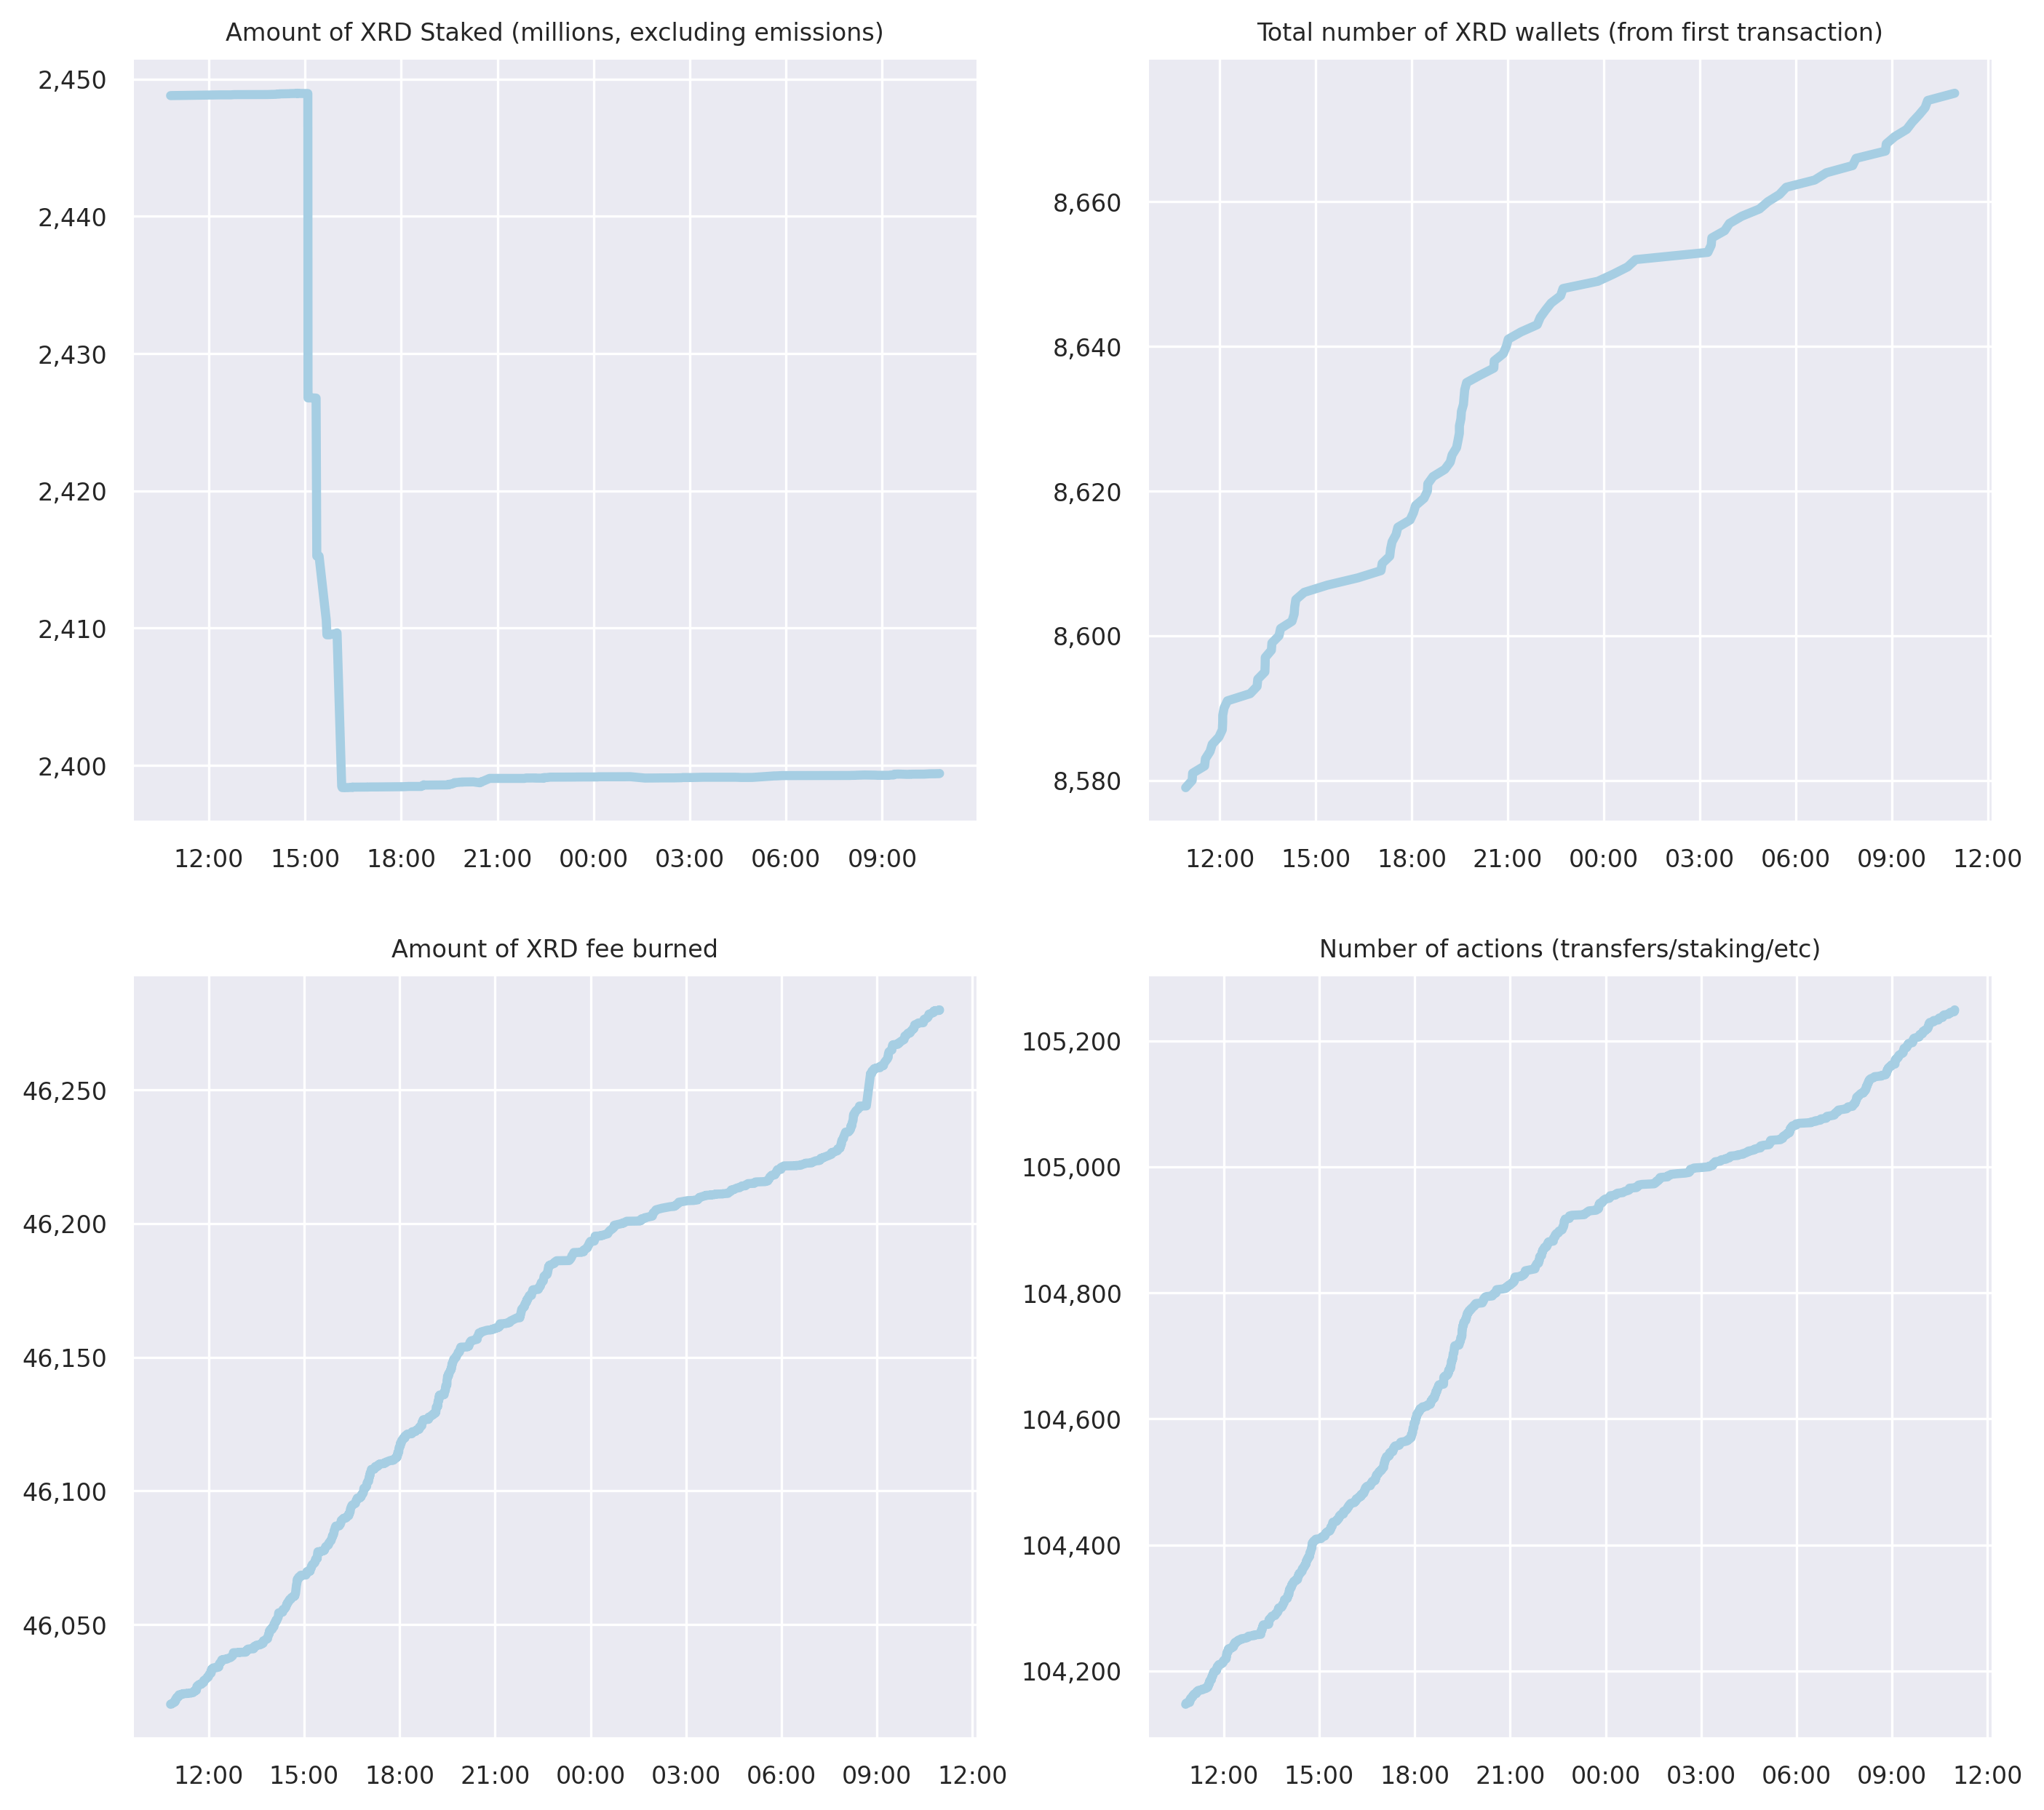 Amount of XRD Staked (millions, excluding emissions)
2,450
2,440
2,430
2,420
2,410
2,400
12:00 15:00 18:00 21:00 00:00 03:00 06:00 09:00
Total number of XRD wallets (from first transaction)
8,660
8,640
8,620
8,600
8,580
12:00 15:00 18:00 21:00 00:00 03:00 06:00 09:00 12:00
Amount of XRD fee burned
46,250
46,200
46,150
46,100
46,050
12:00 15:00 18:00 21:00 00:00 03:00 06:00 09:00 12:00
Number of actions (transfers/staking/etc)
105,200
105,000
104,800
104,600
104,400
104,200
12:00 15:00 18:00 21:00 00:00 03:00 06:00 09:00 12:00